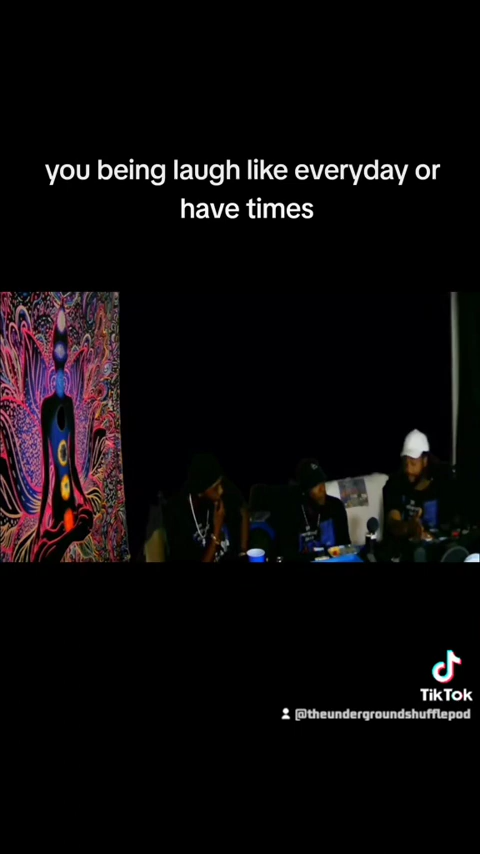 you being laugh like everyday or
have times
TikTok
@theundergroundshufflepod